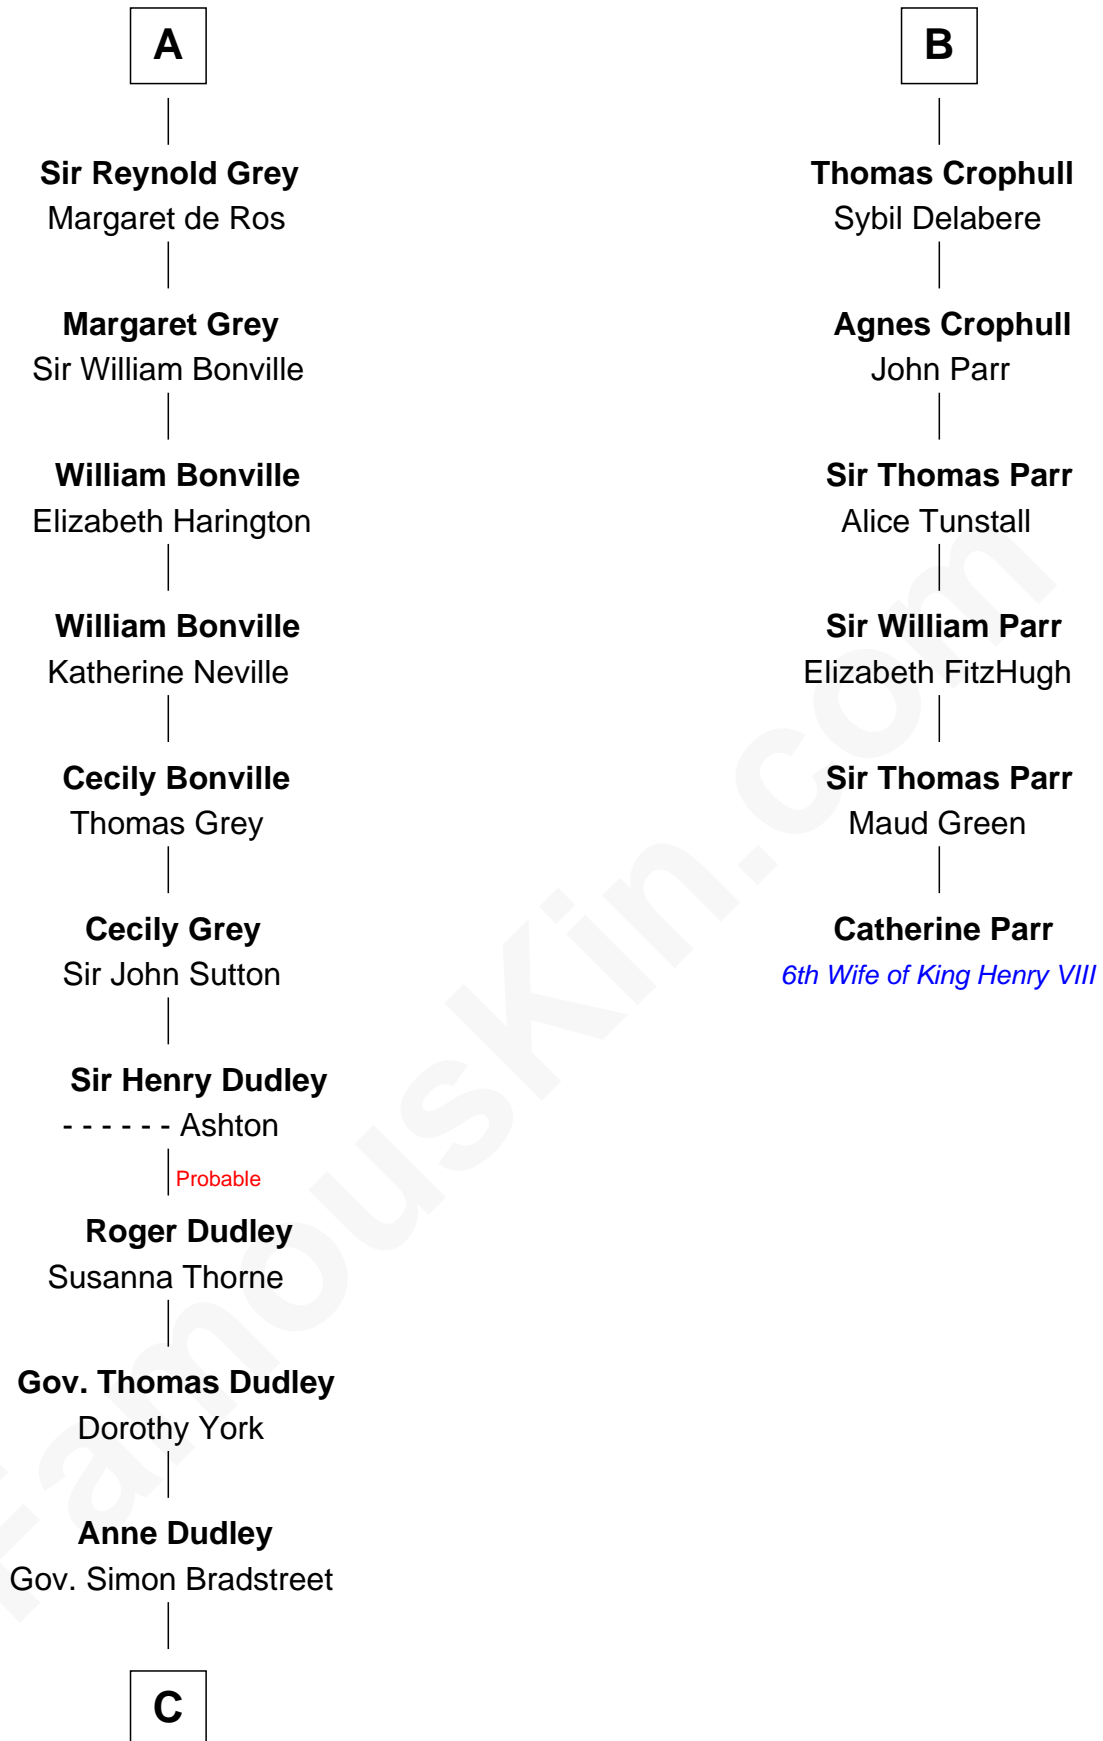 A
Sir Reynold Grey
Margaret de Ros
Margaret Grey
Sir William Bonville
William Bonville
Elizabeth Harington
William Bonville
Katherine Neville
Cecily Bonville
Thomas Grey
Cecily Grey
Sir John Sutton
Sir Henry Dudley
- - - - - - Ashton
Probable
Roger Dudley
Susanna Thorne
Gov. Thomas Dudley
Dorothy York
Anne Dudley
Gov. Simon Bradstreet
C
B
Thomas Crophull
Sybil Delabere
Agnes Crophull
John Parr
Sir Thomas Parr
Alice Tunstall
Sir William Parr
Elizabeth FitzHugh
Sir Thomas Parr
Maud Green
Catherine Parr
6th Wife of King Henry VIII
FamousKin.com